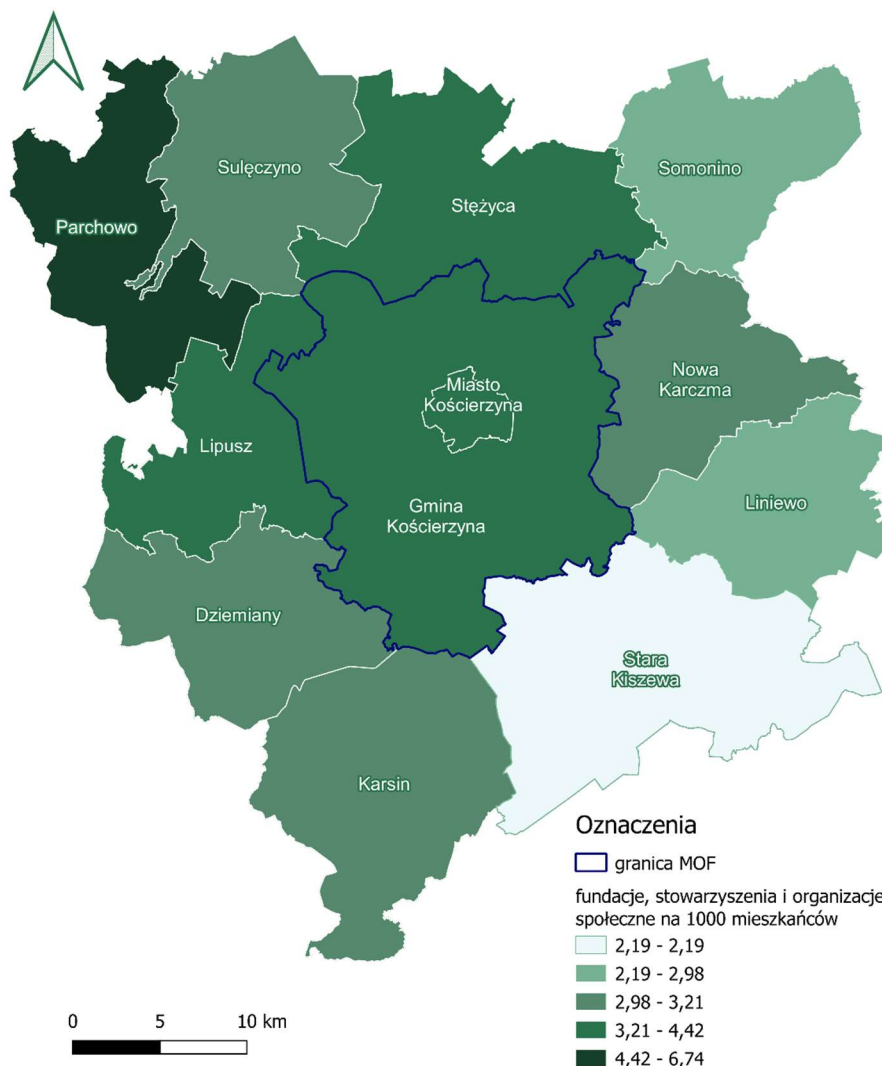 Sulęczyno
Somonino
Stężyca
Parchowo
Nowa
Karczma
Miasto
Kościerzyna
Lipusz
Gmina
Kościerzyna
Liniewo
Dziemiany
Stara
Kiszewa
Karsin
Oznaczenia
granica MOF
fundacje, stowarzyszenia i organizacje
społeczne na 1000 mieszkańców
2,19 - 2,19
2,19 - 2,98
2,98 - 3,21
3,21 - 4,42
4,42 - 6,74
0 5 10 km